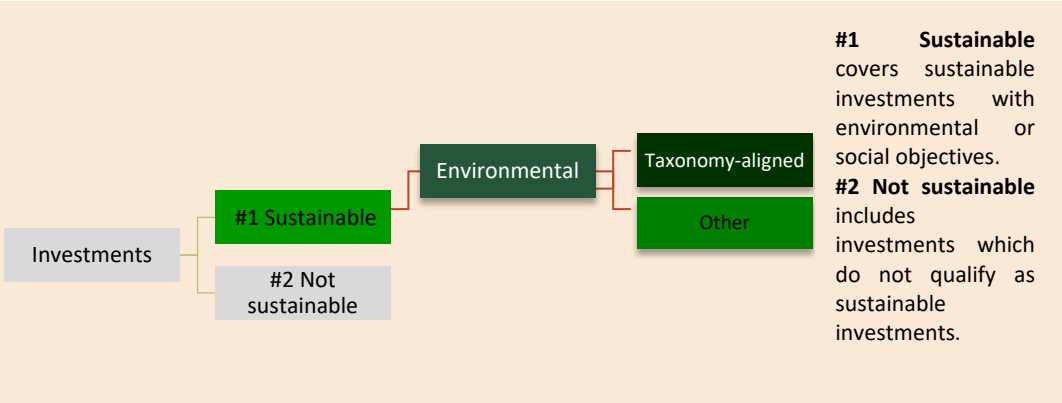 Investments
#1 Sustainable
#2 Not
sustainable
Environmental
Taxonomy-aligned
Other
#1 Sustainable
covers sustainable
investments with
environmental or
social objectives.
#2 Not sustainable
includes
investments which
do not qualify as
sustainable
investments.